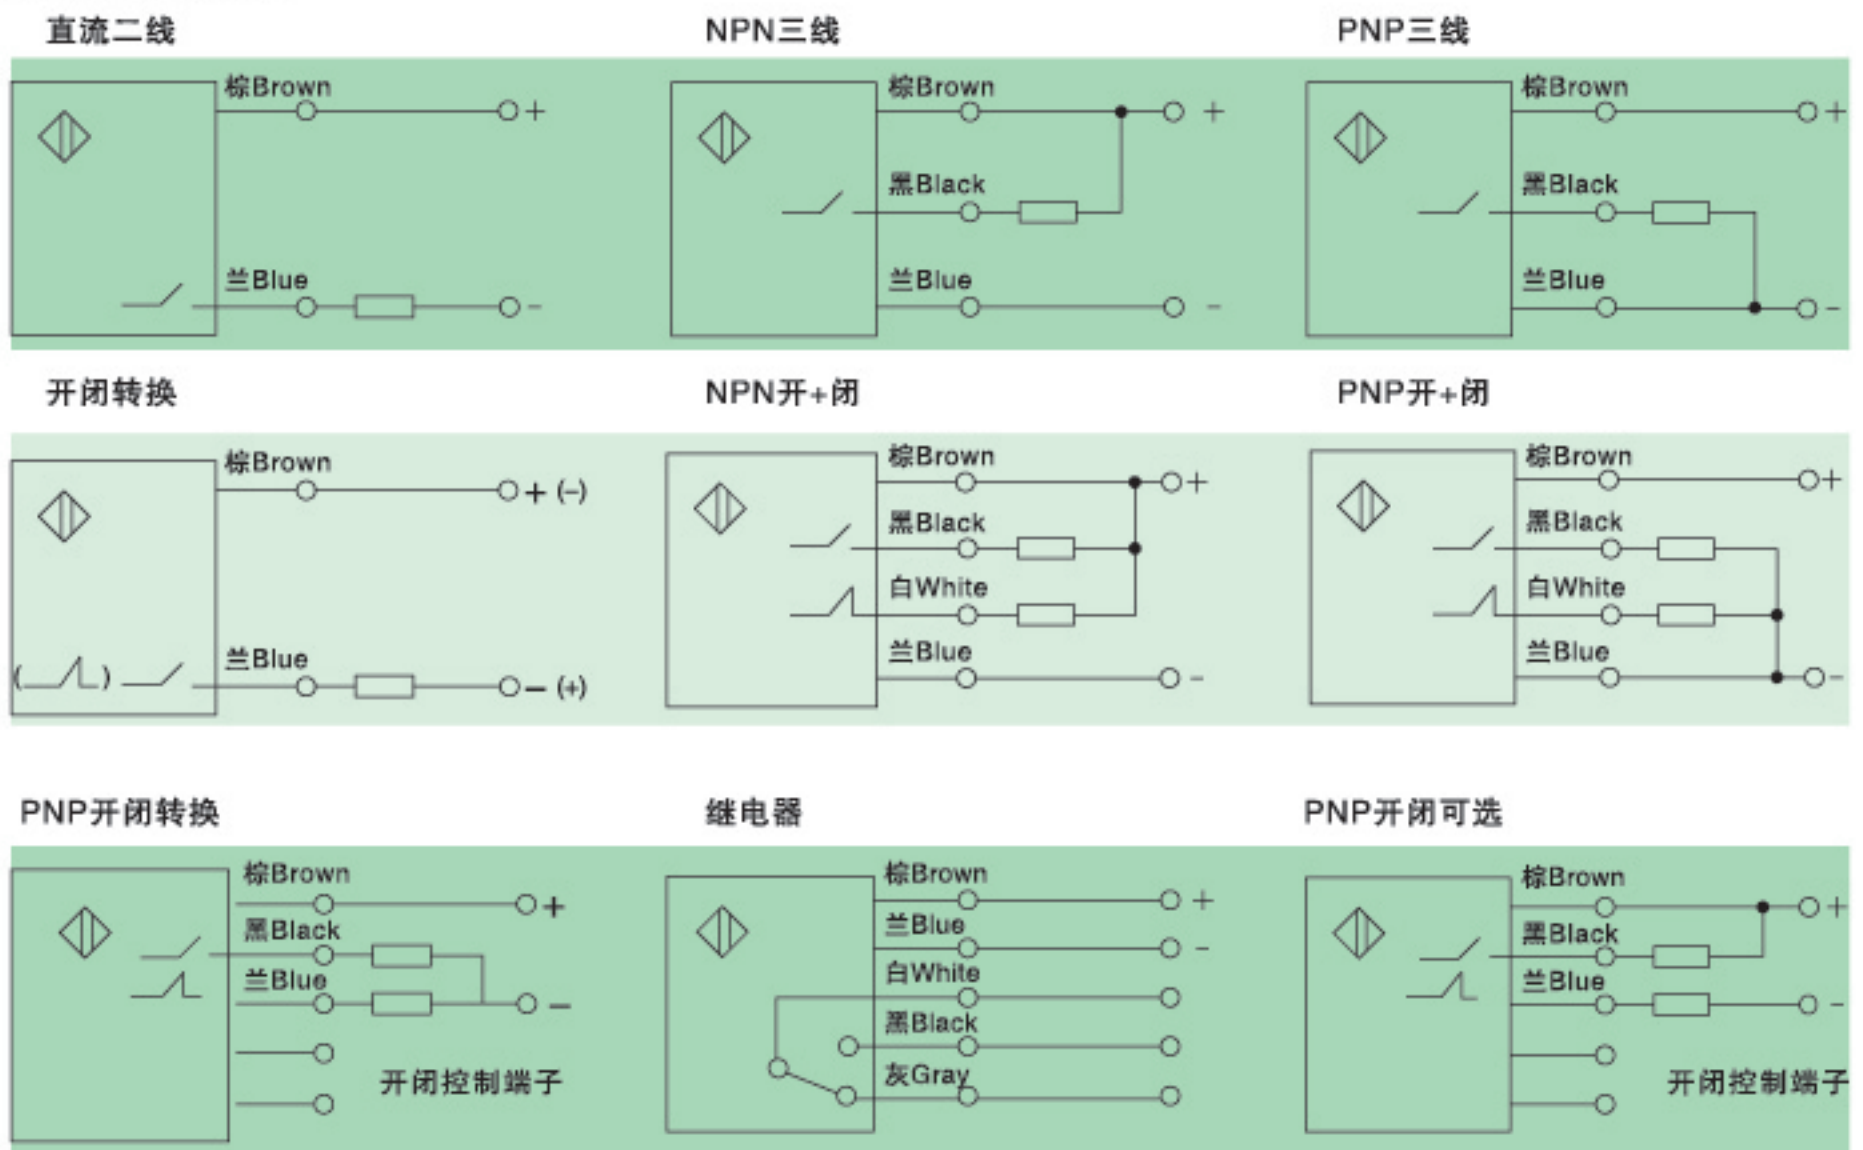 直流二线
NPN三线
PNP三线
棕Brown
+
兰Blue
-
棕Brown
+
黑Black
兰Blue
-
棕Brown
+
黑Black
兰Blue
-
开闭转换
NPN开+闭
PNP开+闭
棕Brown
+ (-)
( )
兰Blue
- (+)
棕Brown
+
黑Black
白White
兰Blue
-
棕Brown
+
黑Black
白White
兰Blue
-
PNP开闭转换
继电器
PNP开闭可选
棕Brown
+
黑Black
兰Blue
-
开闭控制端子
棕Brown
+
兰Blue
-
白White
黑Black
灰Gray
棕Brown
+
黑Black
兰Blue
-
开闭控制端子